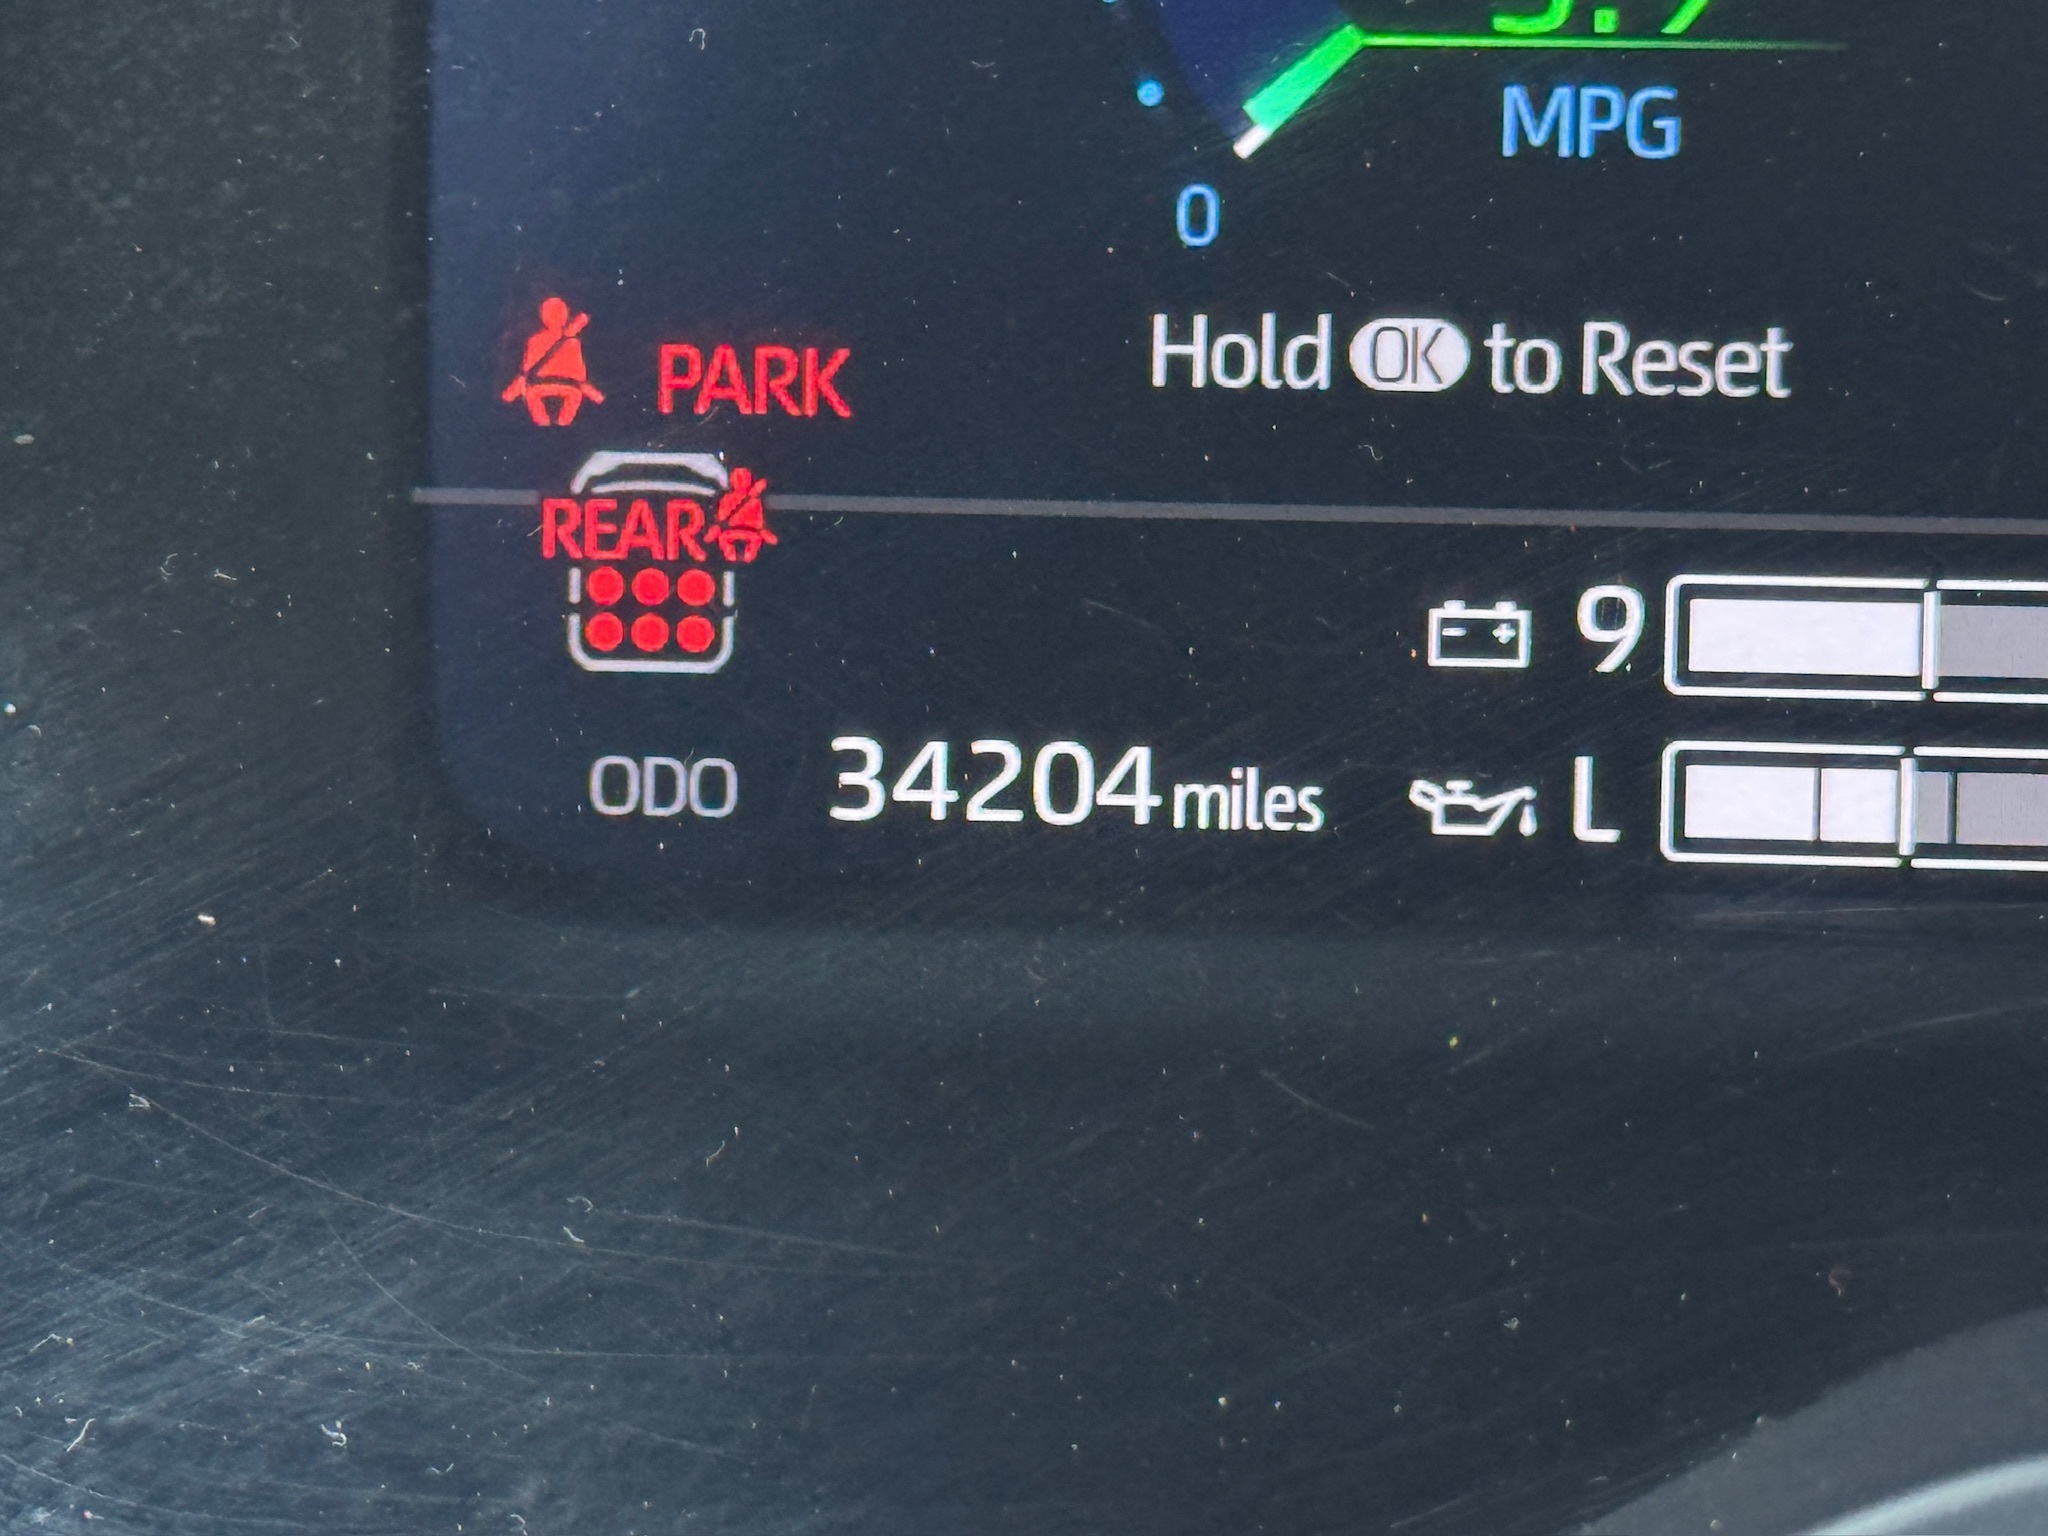 MPG
0
Hold OK to Reset
PARK
REAR
9
ODO 34204 miles
L